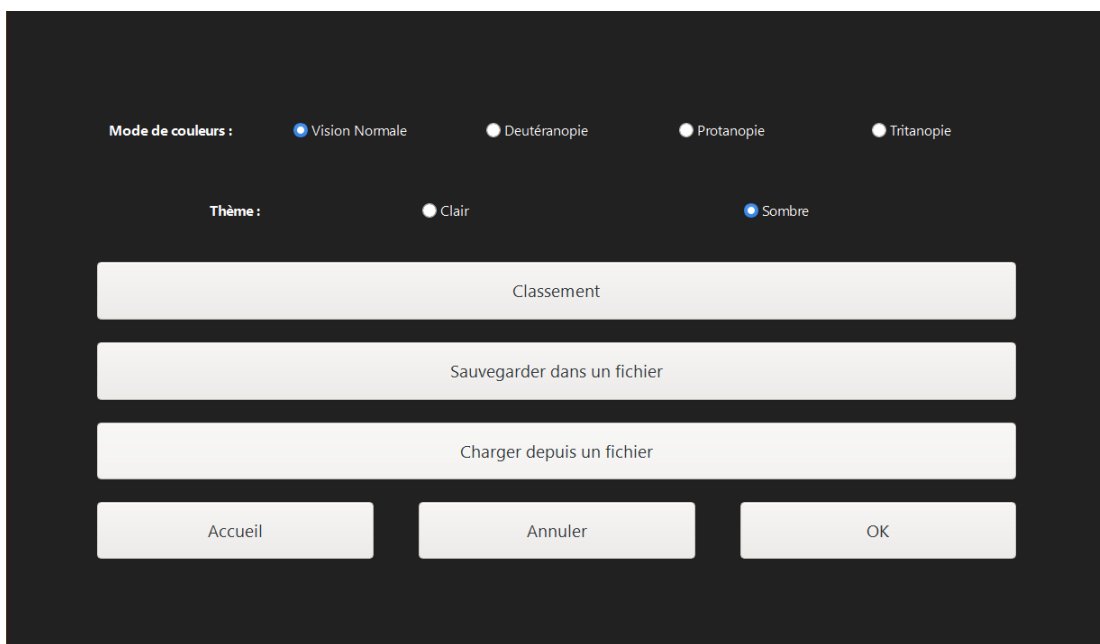 Mode de couleurs : Vision Normale Deutéranopie Protanopie Tritanopie
Thème : Clair Sombre
Classement
Sauvegarder dans un fichier
Charger depuis un fichier
Accueil Annuler OK